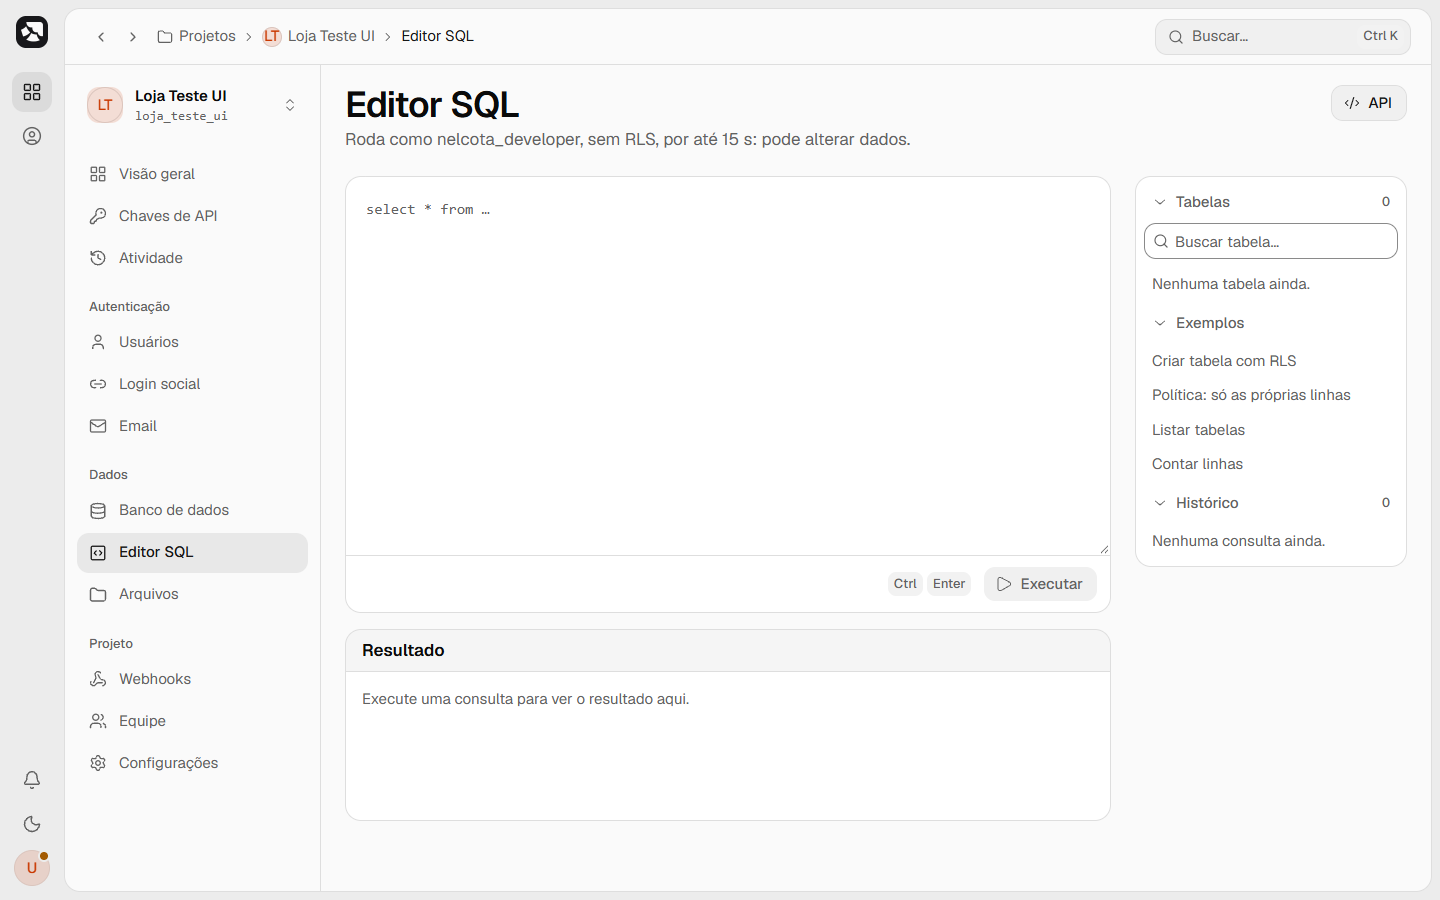 Projetos
LT
Loja Teste UI
Editor SQL
Buscar...
Ctrl K
LT
Loja Teste UI
loja_teste_ui
Visão geral
Chaves de API
Atividade
Autenticação
Usuários
Login social
Email
Dados
Banco de dados
Editor SQL
Arquivos
Projeto
Webhooks
Equipe
Configurações
U
Editor SQL
Roda como nelcota_developer, sem RLS, por até 15 s: pode alterar dados.
API
select * from …
Ctrl Enter
Executar
Resultado
Execute uma consulta para ver o resultado aqui.
Tabelas 0
Buscar tabela...
Nenhuma tabela ainda.
Exemplos
Criar tabela com RLS
Política: só as próprias linhas
Listar tabelas
Contar linhas
Histórico 0
Nenhuma consulta ainda.